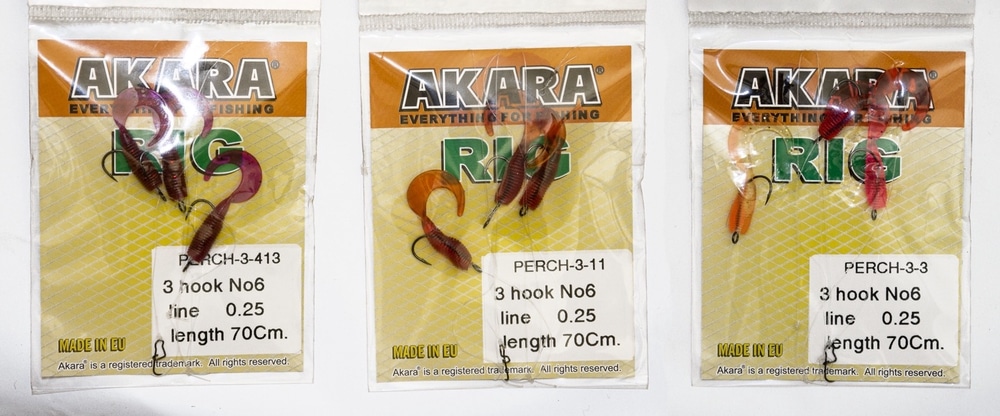 AKARA®
EVERYTHING FOR FISHING
RIG
PERCH-3-413
3 hook No6
line 0.25
length 70Cm.
MADE IN EU
Akara® is a registered trademark. All rights reserved.
AKARA®
EVERYTHING FOR FISHING
RIG
PERCH-3-11
3 hook No6
line 0.25
length 70Cm.
MADE IN EU
Akara® is a registered trademark. All rights reserved.
AKARA®
EVERYTHING FOR FISHING
RIG
PERCH-3-3
3 hook No6
line 0.25
length 70Cm.
MADE IN EU
Akara® is a registered trademark. All rights reserved.